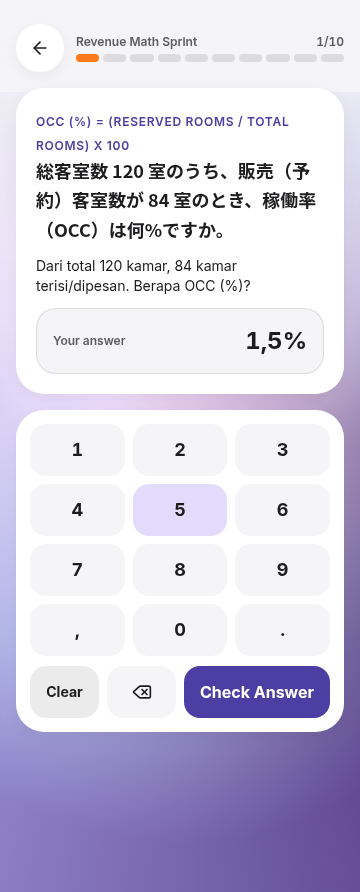 Revenue Math Sprint 1/10
OCC (%) = (RESERVED ROOMS / TOTAL
ROOMS) X 100
総客室数 120 室のうち、販売（予
約）客室数が 84 室のとき、稼働率
（OCC）は何%ですか。
Dari total 120 kamar, 84 kamar
terisi/dipesan. Berapa OCC (%)?
Your answer 1,5%
1 2 3
4 5 6
7 8 9
, 0 .
Clear Check Answer